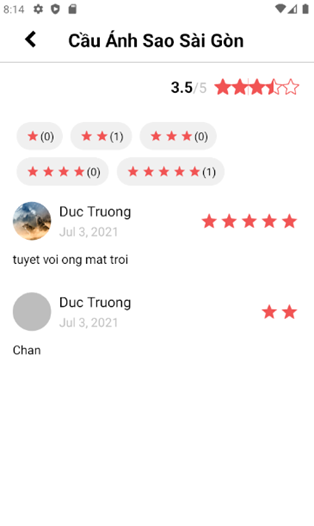 8:14
Cầu Ánh Sao Sài Gòn
3.5/5
(0) (1) (0)
(0) (1)
Duc Truong
Jul 3, 2021
tuyet voi ong mat troi
Duc Truong
Jul 3, 2021
Chan